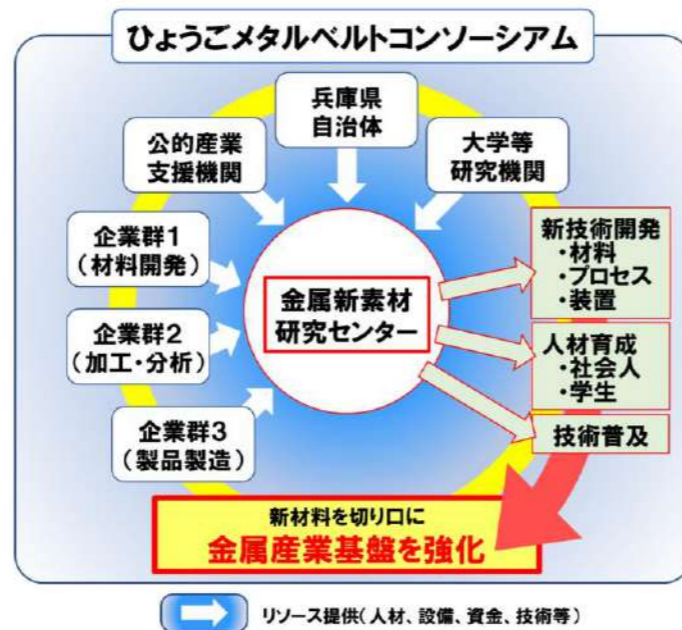 ひょうごメタルベルトコンソーシアム
兵庫県
自治体
公的産業
支援機関
大学等
研究機関
企業群1
(材料開発)
企業群2
(加工・分析)
企業群3
(製品製造)
金属新素材
研究センター
新技術開発
・材料
・プロセス
・装置
人材育成
・社会人
・学生
技術普及
新材料を切り口に
金属産業基盤を強化
リソース提供(人材、設備、資金、技術等)